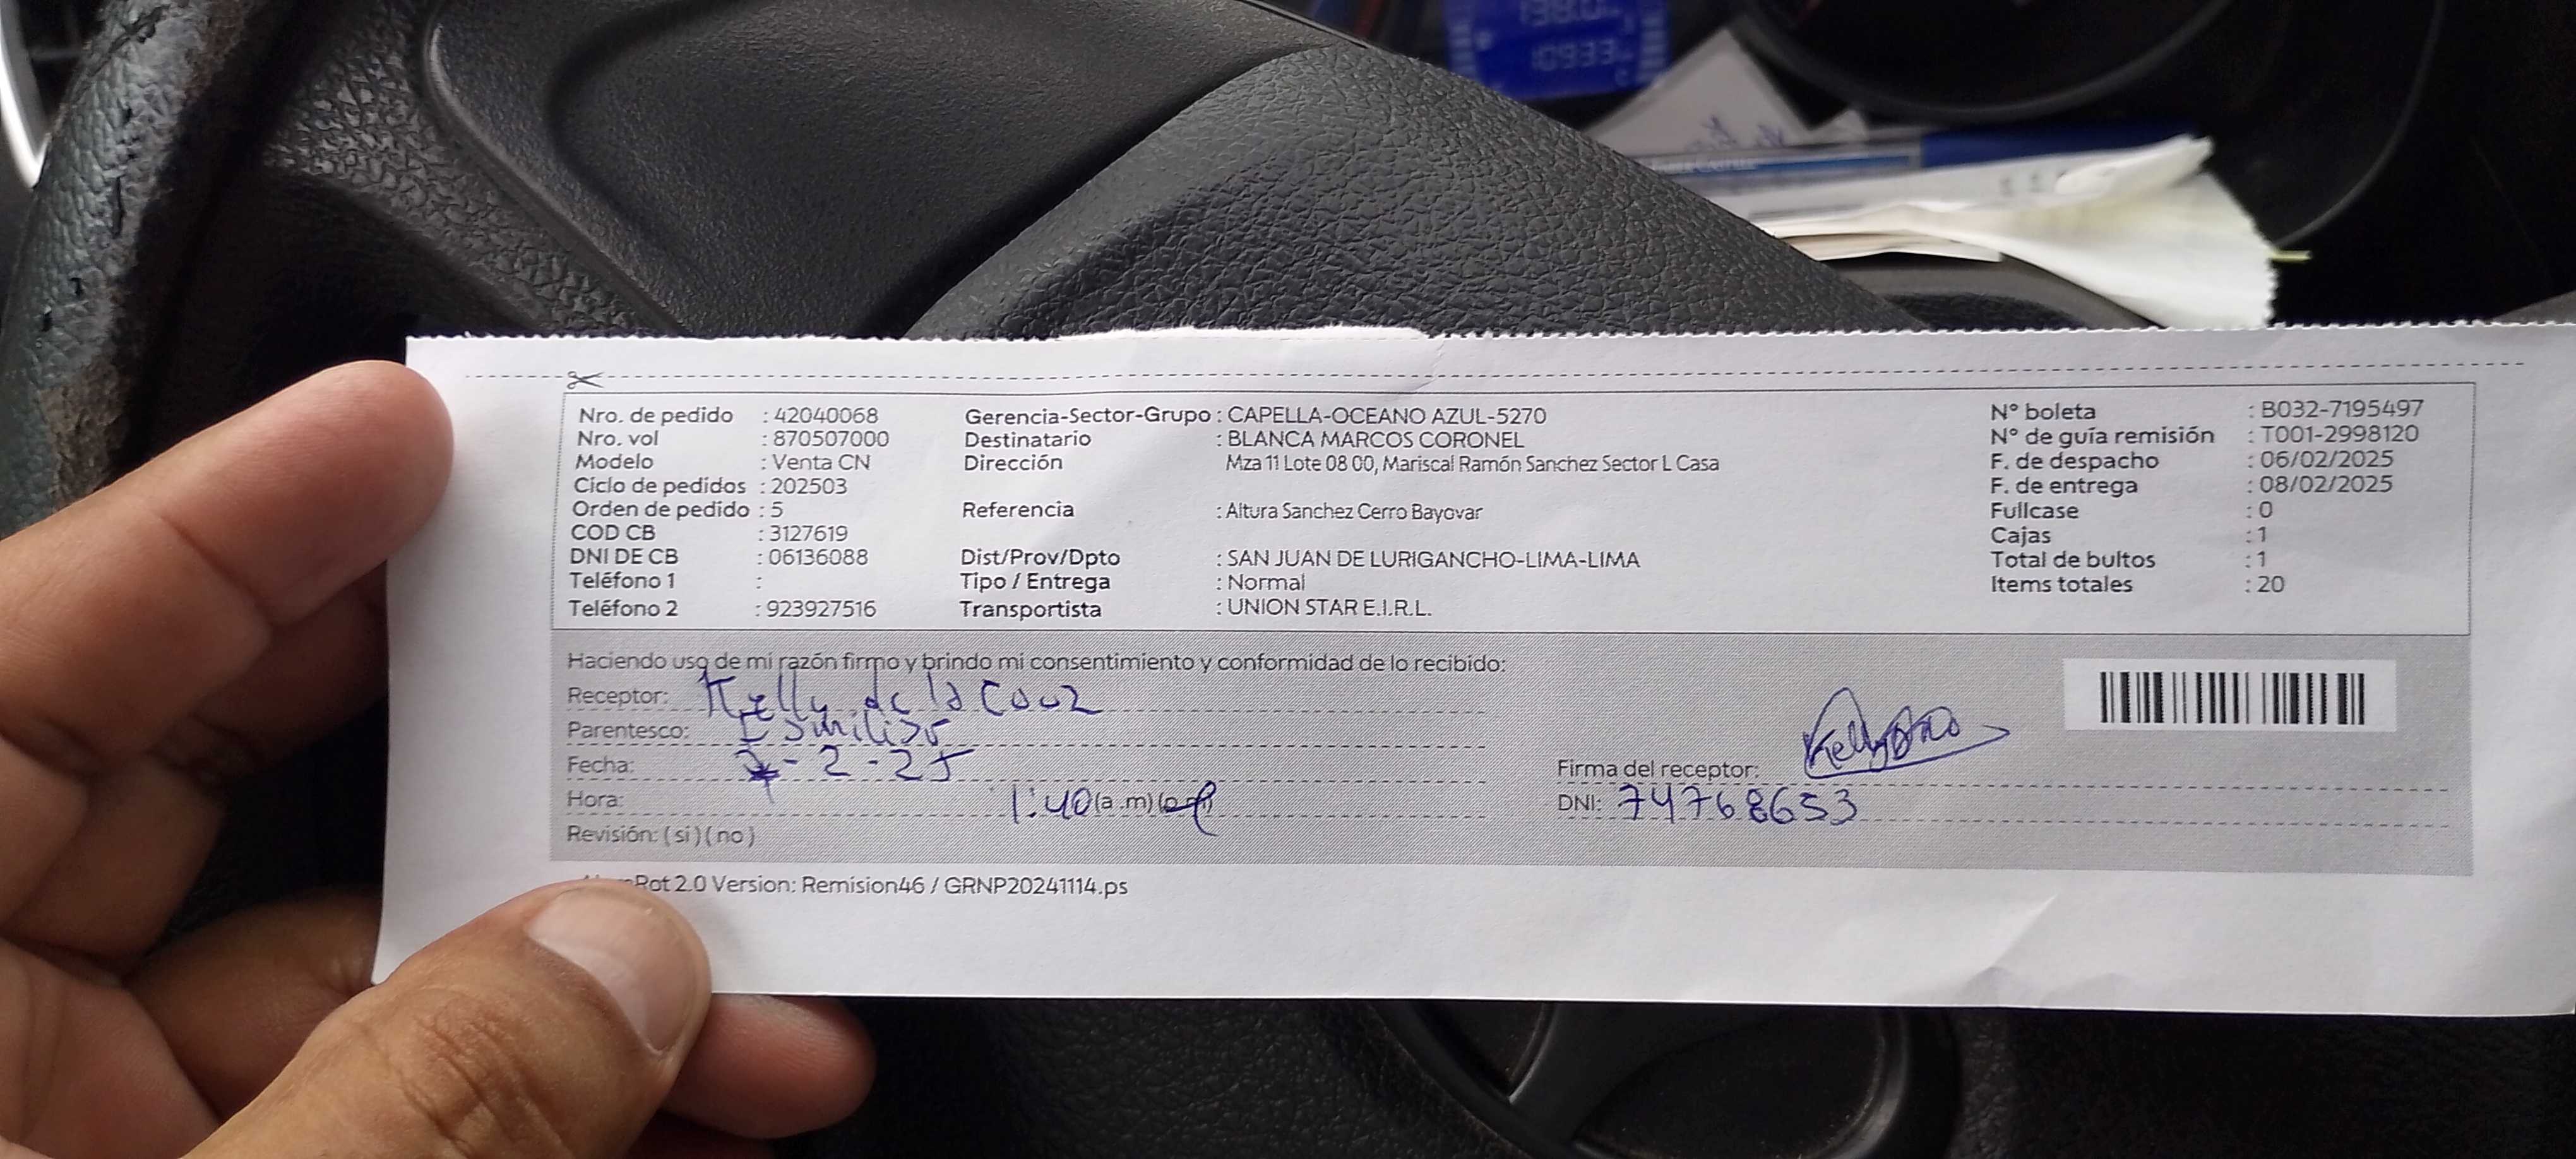 Nro. de pedido : 42040068
Nro. vol : 870507000
Modelo : Venta CN
Ciclo de pedidos : 202503
Orden de pedido : 5
COD CB : 3127619
DNI DE CB : 06136088
Teléfono 1 :
Teléfono 2 : 923927516
Gerencia-Sector-Grupo : CAPELLA-OCEANO AZUL-5270
Destinatario : BLANCA MARCOS CORONEL
Dirección Mza 11 Lote 08 00, Mariscal Ramón Sanchez Sector L Casa
Referencia : Altura Sanchez Cerro Bayovar
Dist/Prov/Dpto : SAN JUAN DE LURIGANCHO-LIMA-LIMA
Tipo / Entrega : Normal
Transportista : UNION STAR E.I.R.L.
N° boleta : B032-7195497
N° de guía remisión : T001-2998120
F. de despacho : 06/02/2025
F. de entrega : 08/02/2025
Fullcase : 0
Cajas : 1
Total de bultos : 1
Items totales : 20
Haciendo uso de mi razón firmo y brindo mi consentimiento y conformidad de lo recibido:
Receptor: Kelly de la Cruz
Parentesco:
Fecha: 7-2-25
Hora: 1:40 (a.m)
Revisión: (si) (no)
Firma del receptor:
DNI: 74768653
Rot 2.0 Version: Remision46 / GRNP20241114.ps